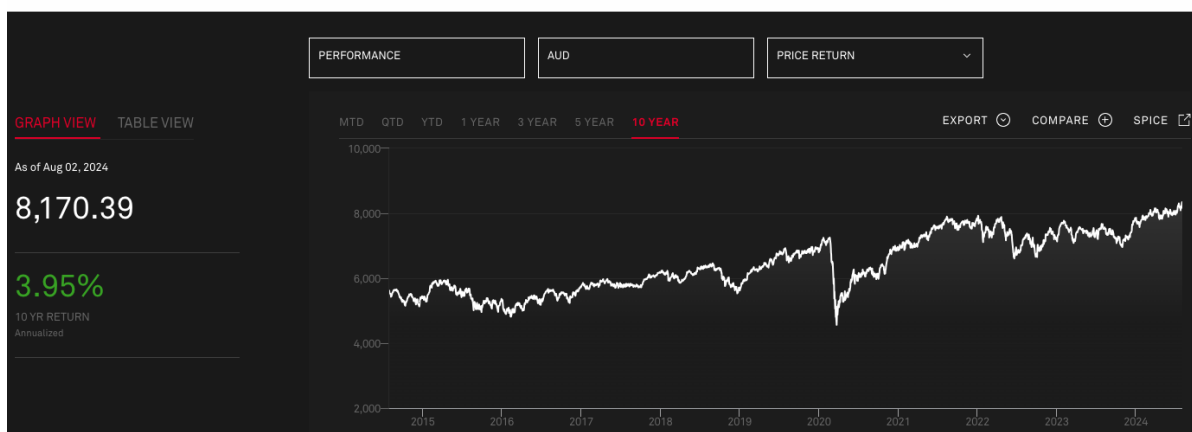 PERFORMANCE
AUD
PRICE RETURN
GRAPH VIEW TABLE VIEW
MTD QTD YTD 1 YEAR 3 YEAR 5 YEAR 10 YEAR
EXPORT COMPARE SPICE
As of Aug 02, 2024
8,170.39
3.95%
10 YR RETURN
Annualized
10,000
8,000
6,000
4,000
2,000
2015 2016 2017 2018 2019 2020 2021 2022 2023 2024